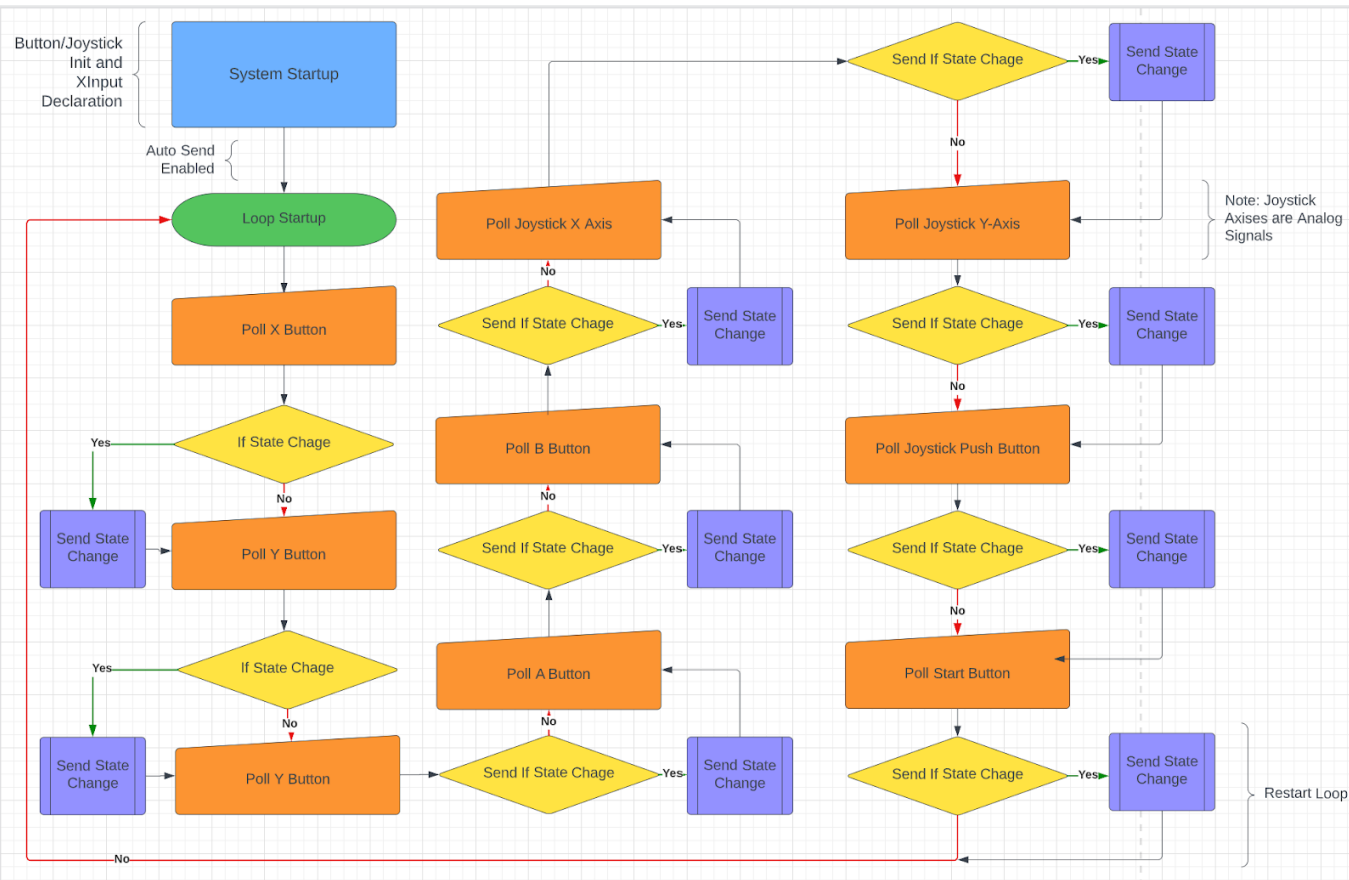 Button/Joystick
Init and
XInput
Declaration
System Startup
Auto Send
Enabled
Loop Startup
Poll X Button
If State Chage
Yes
No
Send State
Change
Poll Y Button
If State Chage
Yes
No
Send State
Change
Poll Y Button
Send If State Chage
Yes
No
Send State
Change
Poll A Button
Send If State Chage
Yes
No
Send State
Change
Poll B Button
Send If State Chage
Yes
No
Send State
Change
Poll Joystick X Axis
Send If State Chage
Yes
No
Send State
Change
Poll Joystick Y-Axis
Note: Joystick
Axises are Analog
Signals
Send If State Chage
Yes
No
Send State
Change
Poll Joystick Push Button
Send If State Chage
Yes
No
Send State
Change
Poll Start Button
Send If State Chage
Yes
Send State
Change
Restart Loop
No